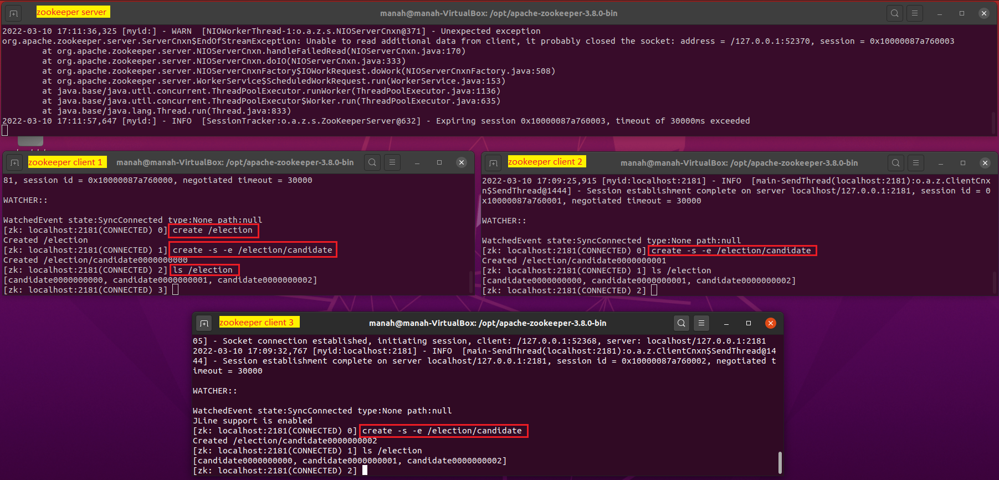 zookeeper server
manah@manah-VirtualBox: /opt/apache-zookeeper-3.8.0-bin
2022-03-10 17:11:36,325 [myid:] - WARN  [NIOWorkerThread-1:o.a.z.s.NIOServerCnxn@371] - Unexpected exception
org.apache.zookeeper.server.ServerCnxn$EndOfStreamException: Unable to read additional data from client, it probably closed the socket: address = /127.0.0.1:52370, session = 0x10000087a760003
        at org.apache.zookeeper.server.NIOServerCnxn.handleFailedRead(NIOServerCnxn.java:170)
        at org.apache.zookeeper.server.NIOServerCnxn.doIO(NIOServerCnxn.java:333)
        at org.apache.zookeeper.server.NIOServerCnxnFactory$IOWorkRequest.doWork(NIOServerCnxnFactory.java:508)
        at org.apache.zookeeper.server.WorkerService$ScheduledWorkRequest.run(WorkerService.java:153)
        at java.base/java.util.concurrent.ThreadPoolExecutor.runWorker(ThreadPoolExecutor.java:1136)
        at java.base/java.util.concurrent.ThreadPoolExecutor$Worker.run(ThreadPoolExecutor.java:635)
        at java.base/java.lang.Thread.run(Thread.java:833)
2022-03-10 17:11:57,647 [myid:] - INFO  [SessionTracker:o.a.z.s.ZooKeeperServer@632] - Expiring session 0x10000087a760003, timeout of 30000ms exceeded
zookeeper client 1
manah@manah-VirtualBox: /opt/apache-zookeeper-3.8.0-bin
81, session id = 0x10000087a760000, negotiated timeout = 30000
WATCHER::
WatchedEvent state:SyncConnected type:None path:null
[zk: localhost:2181(CONNECTED) 0] create /election
Created /election
[zk: localhost:2181(CONNECTED) 1] create -s -e /election/candidate
Created /election/candidate0000000000
[zk: localhost:2181(CONNECTED) 2] ls /election
[candidate0000000000, candidate0000000001, candidate0000000002]
[zk: localhost:2181(CONNECTED) 3]
zookeeper client 2
manah@manah-VirtualBox: /opt/apache-zookeeper-3.8.0-bin
2022-03-10 17:09:25,915 [myid:localhost:2181] - INFO  [main-SendThread(localhost:2181):o.a.z.ClientCnx
n$SendThread@1444] - Session establishment complete on server localhost/127.0.0.1:2181, session id = 0
x10000087a760001, negotiated timeout = 30000
WATCHER::
WatchedEvent state:SyncConnected type:None path:null
[zk: localhost:2181(CONNECTED) 0] create -s -e /election/candidate
Created /election/candidate0000000001
[zk: localhost:2181(CONNECTED) 1] ls /election
[candidate0000000000, candidate0000000001, candidate0000000002]
[zk: localhost:2181(CONNECTED) 2]
zookeeper client 3
manah@manah-VirtualBox: /opt/apache-zookeeper-3.8.0-bin
05] - Socket connection established, initiating session, client: /127.0.0.1:52368, server: localhost/127.0.0.1:2181
2022-03-10 17:09:32,767 [myid:localhost:2181] - INFO  [main-SendThread(localhost:2181):o.a.z.ClientCnxn$SendThread@14
44] - Session establishment complete on server localhost/127.0.0.1:2181, session id = 0x10000087a760002, negotiated t
imeout = 30000
WATCHER::
WatchedEvent state:SyncConnected type:None path:null
JLine support is enabled
[zk: localhost:2181(CONNECTED) 0] create -s -e /election/candidate
Created /election/candidate0000000002
[zk: localhost:2181(CONNECTED) 1] ls /election
[candidate0000000000, candidate0000000001, candidate0000000002]
[zk: localhost:2181(CONNECTED) 2]